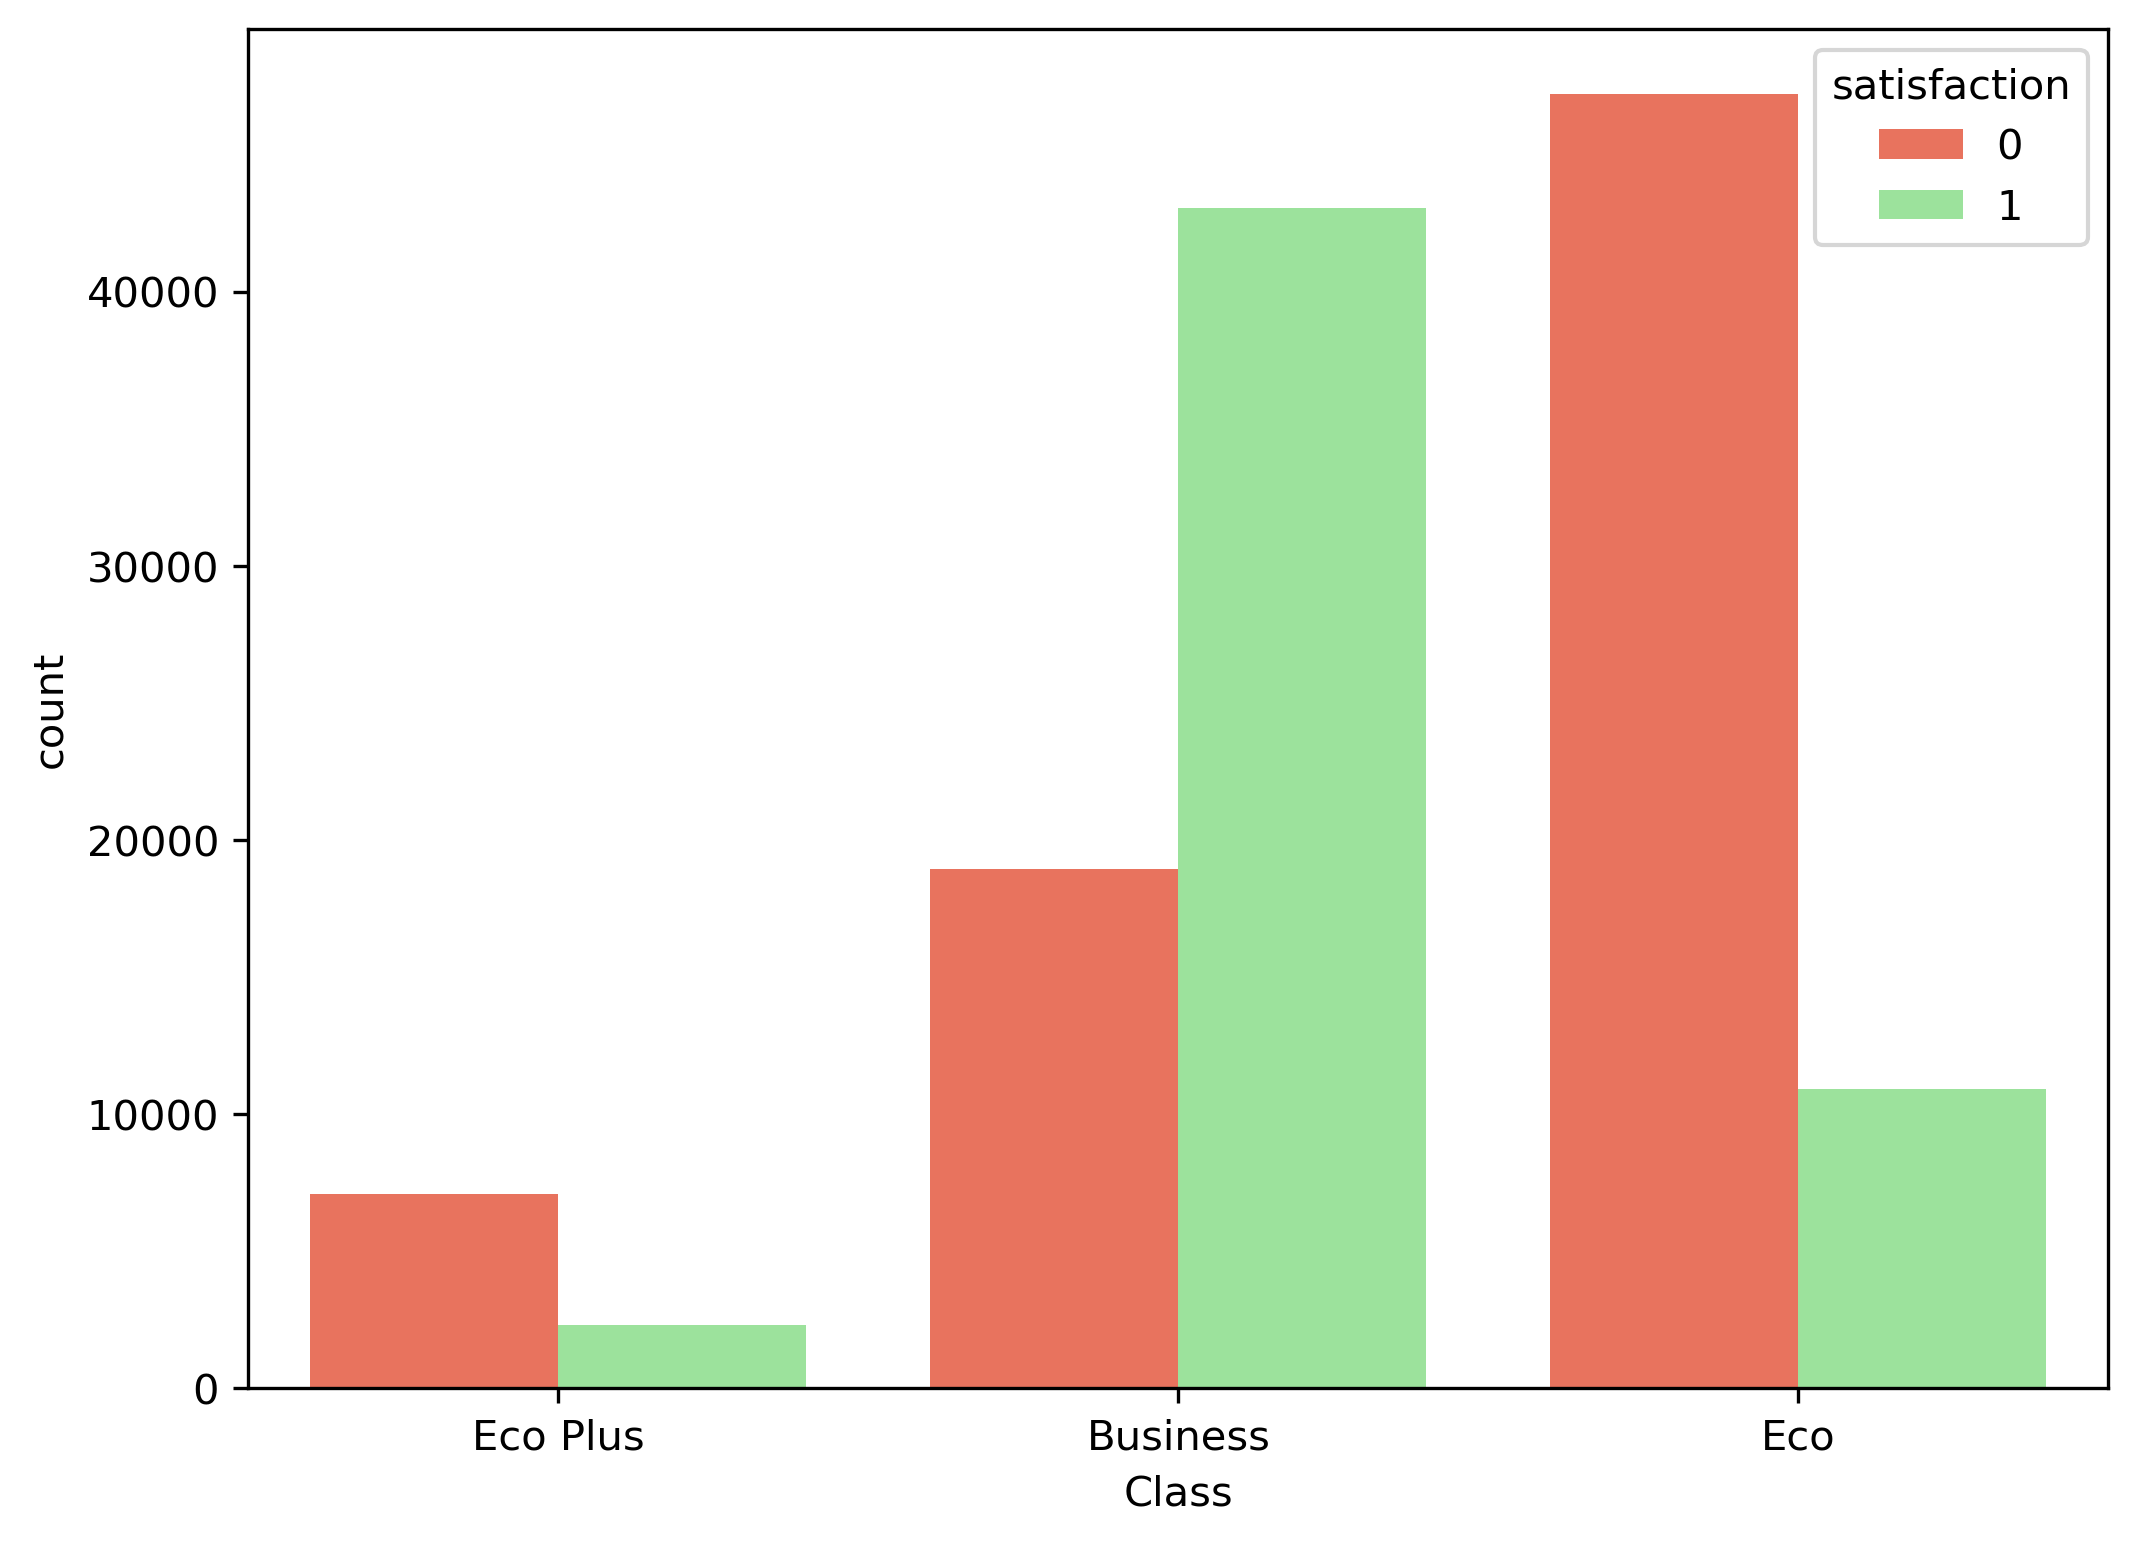 satisfaction
0
1
40000
30000
20000
10000
0
count
Eco Plus
Business
Eco
Class